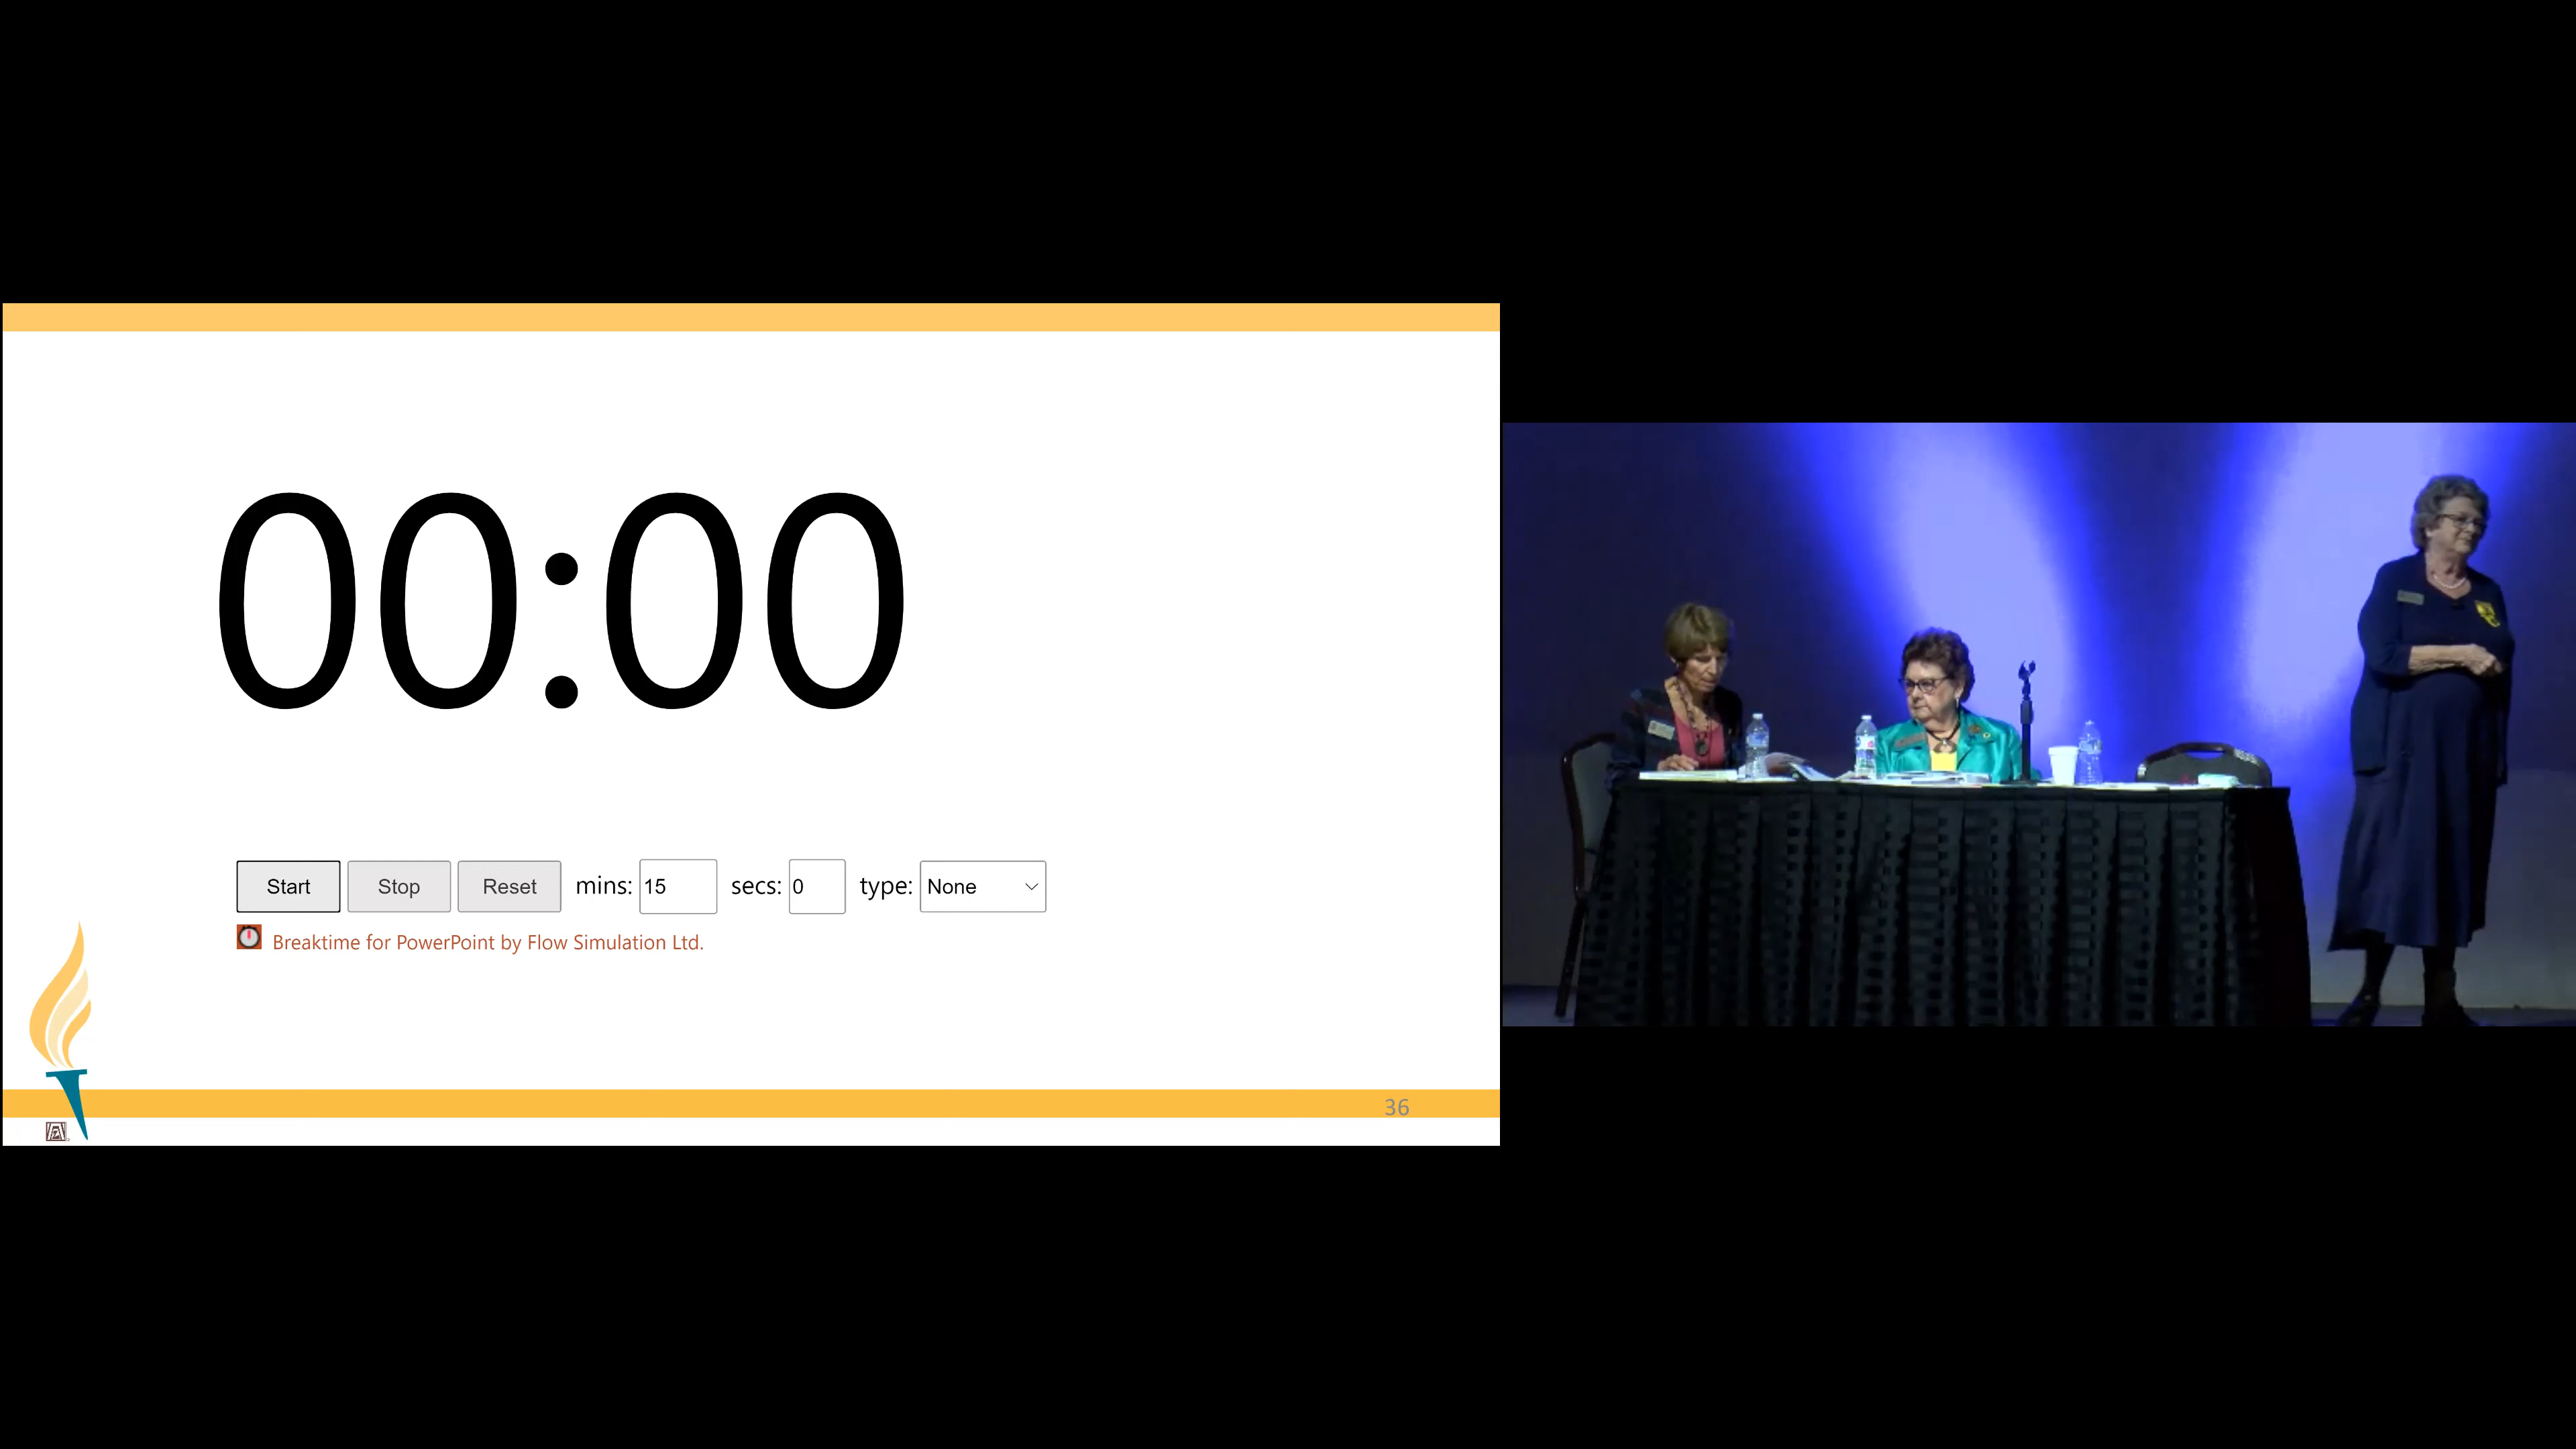 00:00
Start Stop Reset mins: 15 secs: 0 type: None
Breaktime for PowerPoint by Flow Simulation Ltd.
36